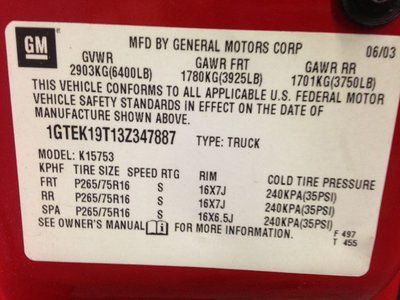 GM
MFD BY GENERAL MOTORS CORP 06/03
GVWR GAWR FRT GAWR RR
2903KG(6400LB) 1780KG(3925LB) 1701KG(3750LB)
THIS VEHICLE CONFORMS TO ALL APPLICABLE U.S. FEDERAL MOTOR
VEHICLE SAFETY STANDARDS IN EFFECT ON THE DATE OF
MANUFACTURE SHOWN ABOVE.
1GTEK19T13Z347887 TYPE: TRUCK
MODEL: K15753
KPHF TIRE SIZE SPEED RTG RIM COLD TIRE PRESSURE
FRT P265/75R16 S 16X7J 240KPA(35PSI)
RR P265/75R16 S 16X7J 240KPA(35PSI)
SPA P265/75R16 S 16X6.5J 240KPA(35PSI)
SEE OWNER'S MANUAL FOR MORE INFORMATION. F 497
T 455